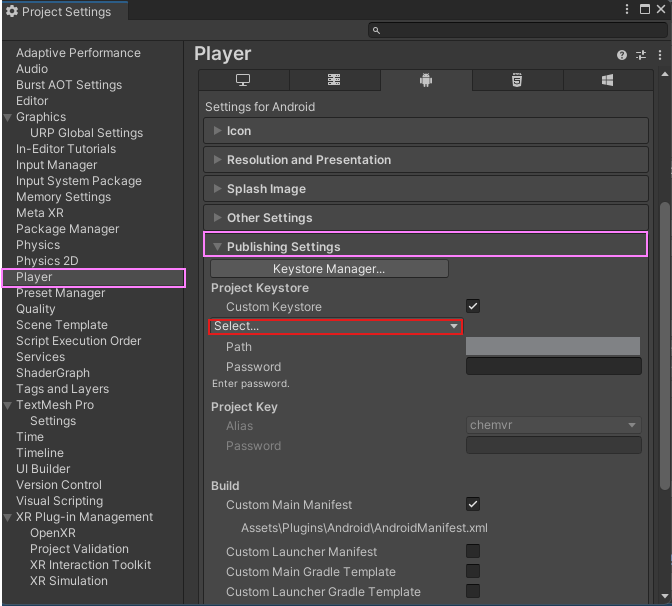 Project Settings
Adaptive Performance
Audio
Burst AOT Settings
Editor
Graphics
URP Global Settings
In-Editor Tutorials
Input Manager
Input System Package
Memory Settings
Meta XR
Package Manager
Physics
Physics 2D
Player
Preset Manager
Quality
Scene Template
Script Execution Order
Services
ShaderGraph
Tags and Layers
TextMesh Pro
Settings
Time
Timeline
UI Builder
Version Control
Visual Scripting
XR Plug-in Management
OpenXR
Project Validation
XR Interaction Toolkit
XR Simulation
Player
Settings for Android
Icon
Resolution and Presentation
Splash Image
Other Settings
Publishing Settings
Keystore Manager...
Project Keystore
Custom Keystore
Select...
Path
Password
Enter password.
Project Key
Alias chemvr
Password
Build
Custom Main Manifest
Assets\Plugins\Android\AndroidManifest.xml
Custom Launcher Manifest
Custom Main Gradle Template
Custom Launcher Gradle Template